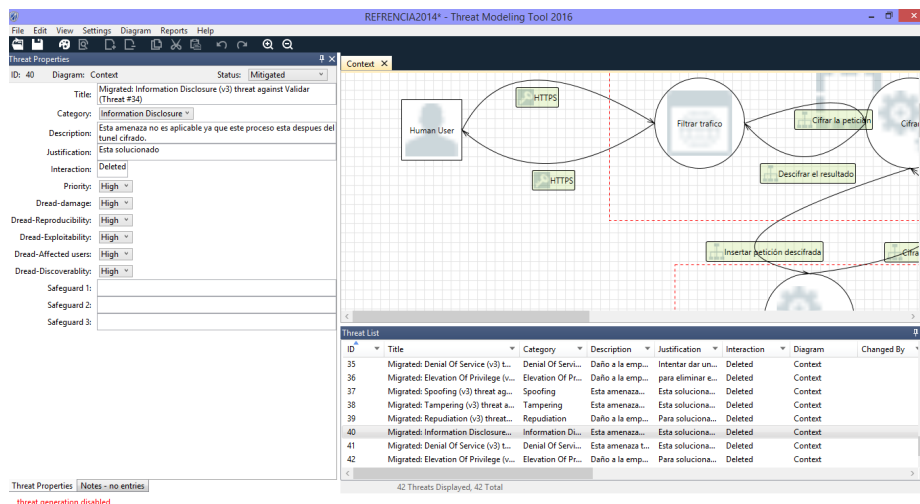 REFRENCIA2014* - Threat Modeling Tool 2016
File Edit View Settings Diagram Reports Help
Threat Properties
ID: 40 Diagram: Context Status: Mitigated
Title: Migrated: Information Disclosure (v3) threat against Validar (Threat #34)
Category: Information Disclosure
Description: Esta amenaza no es aplicable ya que este proceso esta despues del tunel cifrado.
Justification: Esta solucionado
Interaction: Deleted
Priority: High
Dread-damage: High
Dread-Reproducibility: High
Dread-Exploitability: High
Dread-Affected users: High
Dread-Discoverablity: High
Safeguard 1:
Safeguard 2:
Safeguard 3:
Threat Properties Notes - no entries
threat generation disabled
Context
HTTPS
Human User
Filtrar trafico
Cifrar la petición
Cifrac
HTTPS
Descifrar el resultado
Insertar petición descifrada
Cifra
Threat List
ID Title Category Description Justification Interaction Diagram Changed By
35 Migrated: Denial Of Service (v3) t... Denial Of Servi... Daño a la emp... Intentar dar un... Deleted Context
36 Migrated: Elevation Of Privilege (v... Elevation Of Pr... Daño a la emp... para eliminar e... Deleted Context
37 Migrated: Spoofing (v3) threat ag... Spoofing Esta amenaza... Esta soluciona... Deleted Context
38 Migrated: Tampering (v3) threat a... Tampering Esta amenaza... Esta soluciona... Deleted Context
39 Migrated: Repudiation (v3) threat... Repudiation Daño a la emp... Para soluciona... Deleted Context
40 Migrated: Information Disclosure... Information Di... Esta amenaza... Esta soluciona... Deleted Context
41 Migrated: Denial Of Service (v3) t... Denial Of Servi... Esta amenaza t... Esta soluciona... Deleted Context
42 Migrated: Elevation Of Privilege (v... Elevation Of Pr... Daño a la emp... Para soluciona... Deleted Context
42 Threats Displayed, 42 Total